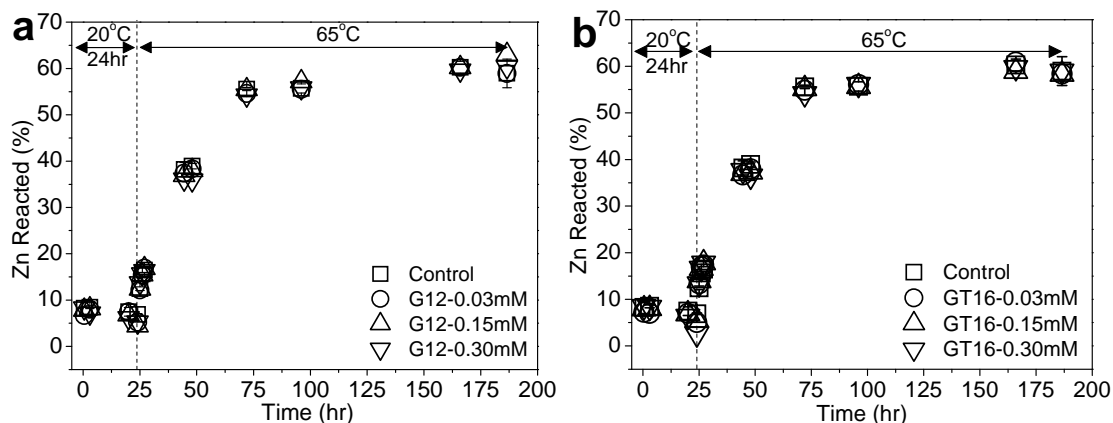 a
20°C
24hr
65°C
Zn Reacted (%)
70
60
50
40
30
20
10
0
Control
G12-0.03mM
G12-0.15mM
G12-0.30mM
0 25 50 75 100 125 150 175 200
Time (hr)
b
20°C
24hr
65°C
Zn Reacted (%)
70
60
50
40
30
20
10
0
Control
GT16-0.03mM
GT16-0.15mM
GT16-0.30mM
0 25 50 75 100 125 150 175 200
Time (hr)